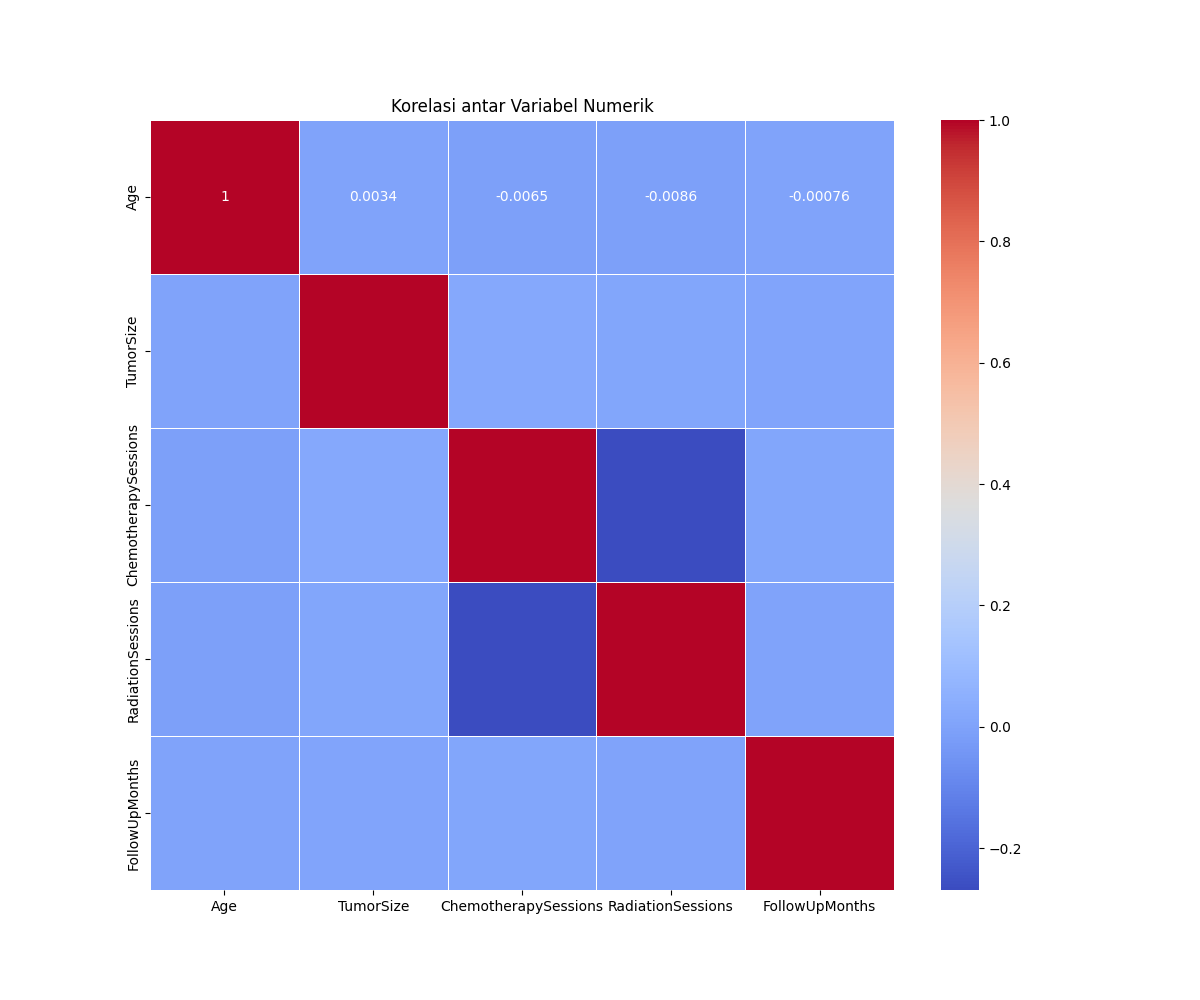 Korelasi antar Variabel Numerik
Age
1
0.0034
-0.0065
-0.0086
-0.00076
TumorSize
ChemotherapySessions
RadiationSessions
FollowUpMonths
Age
TumorSize
ChemotherapySessions
RadiationSessions
FollowUpMonths
1.0
0.8
0.6
0.4
0.2
0.0
−0.2